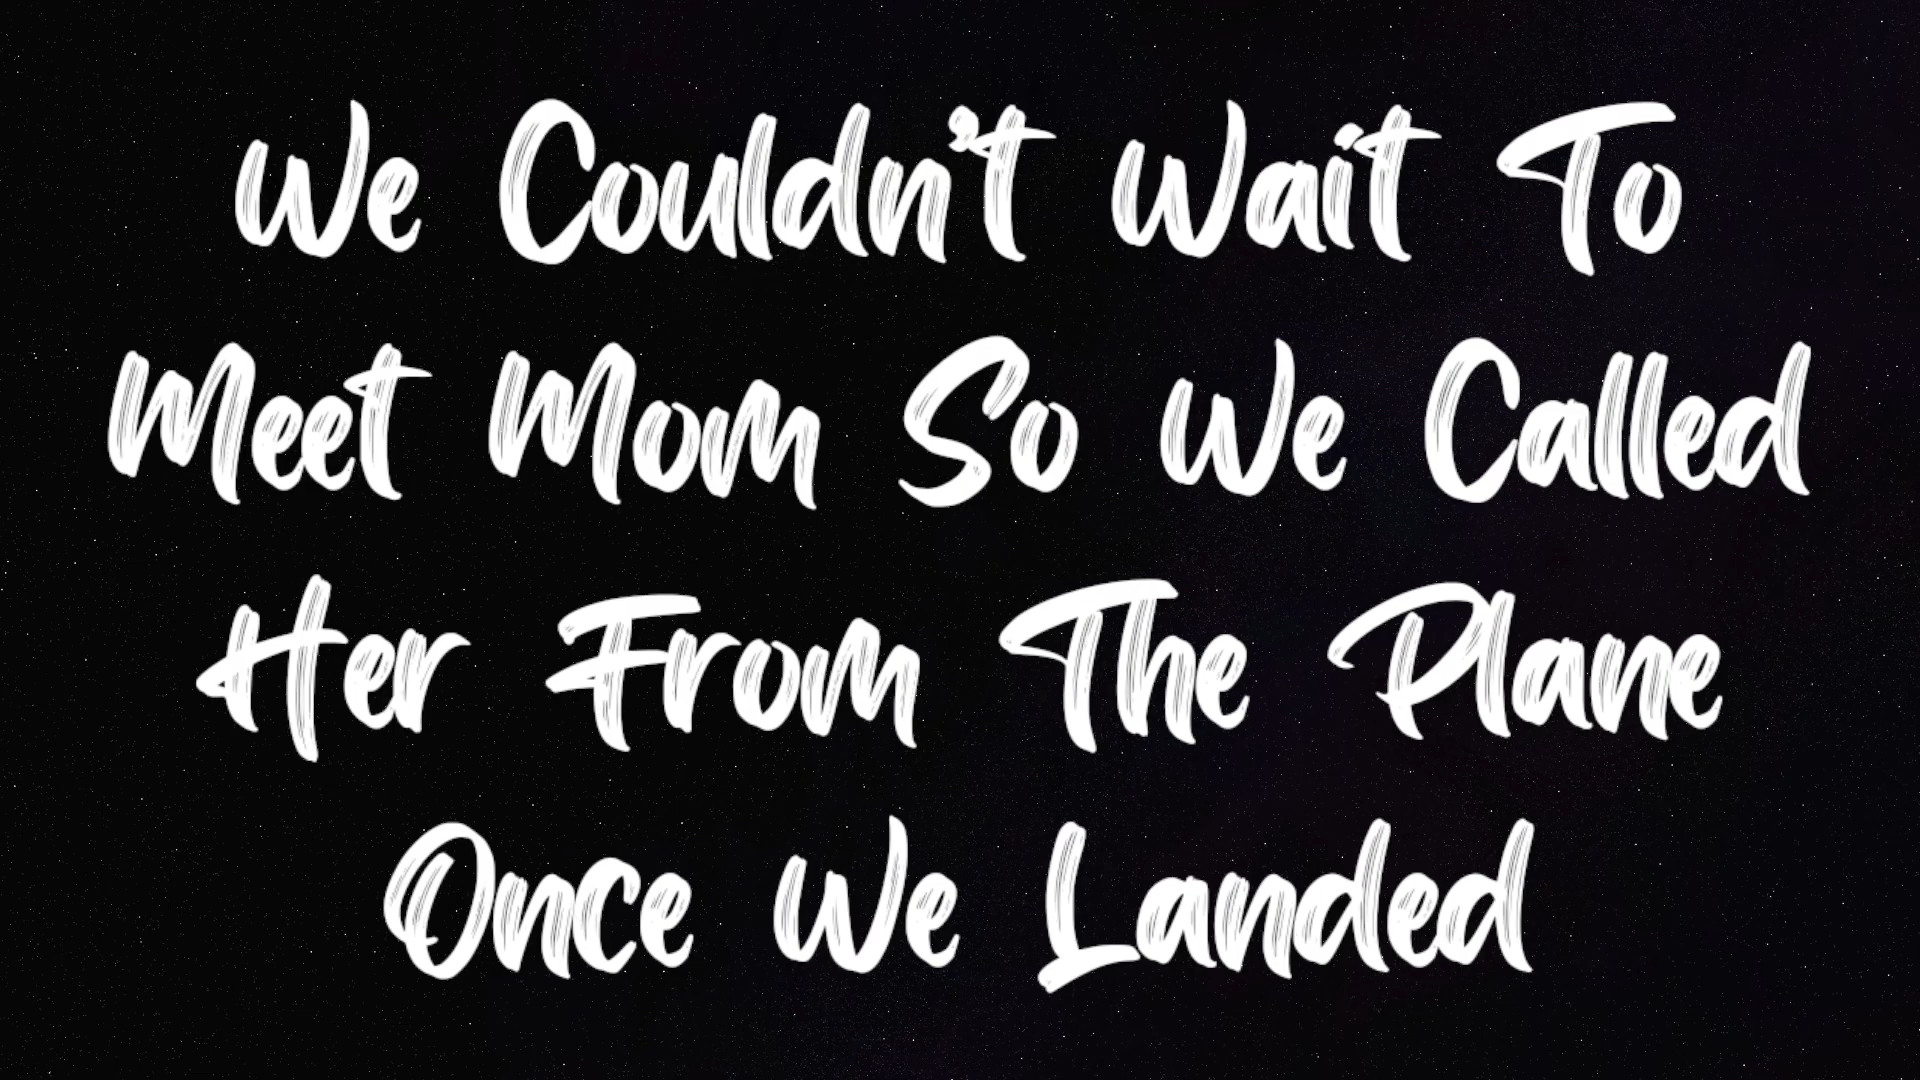 We Couldn't Wait To
Meet Mom So We Called
Her From The Plane
Once We Landed